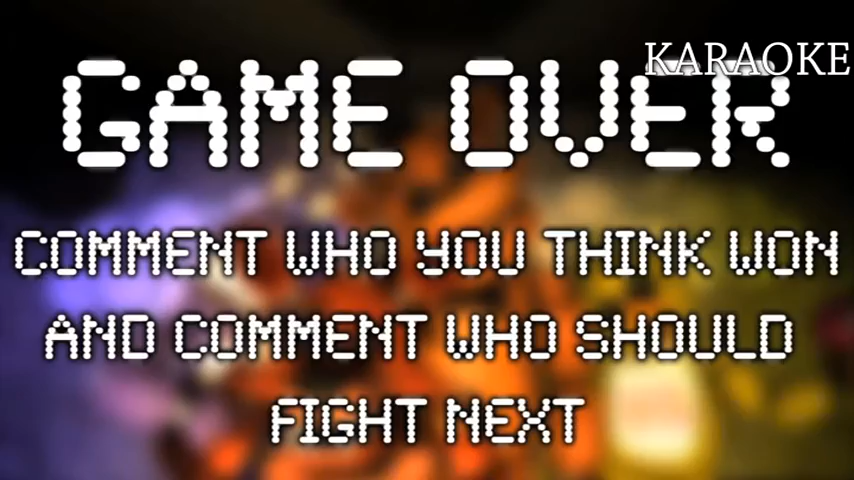 KARAOKE
GAME OVER
COMMENT WHO YOU THINK WON
AND COMMENT WHO SHOULD
FIGHT NEXT